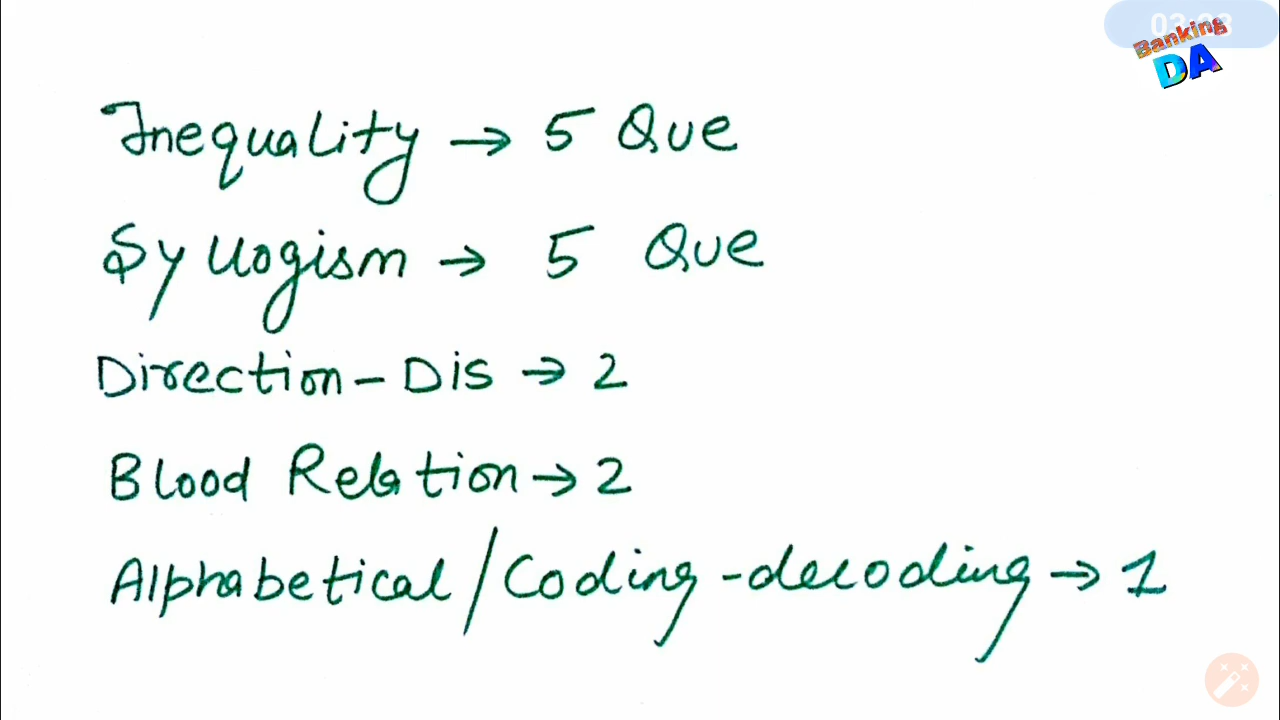 Banking
DA
Inequality → 5 Que
Syllogism → 5 Que
Direction - Dis → 2
Blood Relation → 2
Alphabetical / Coding - decoding → 1